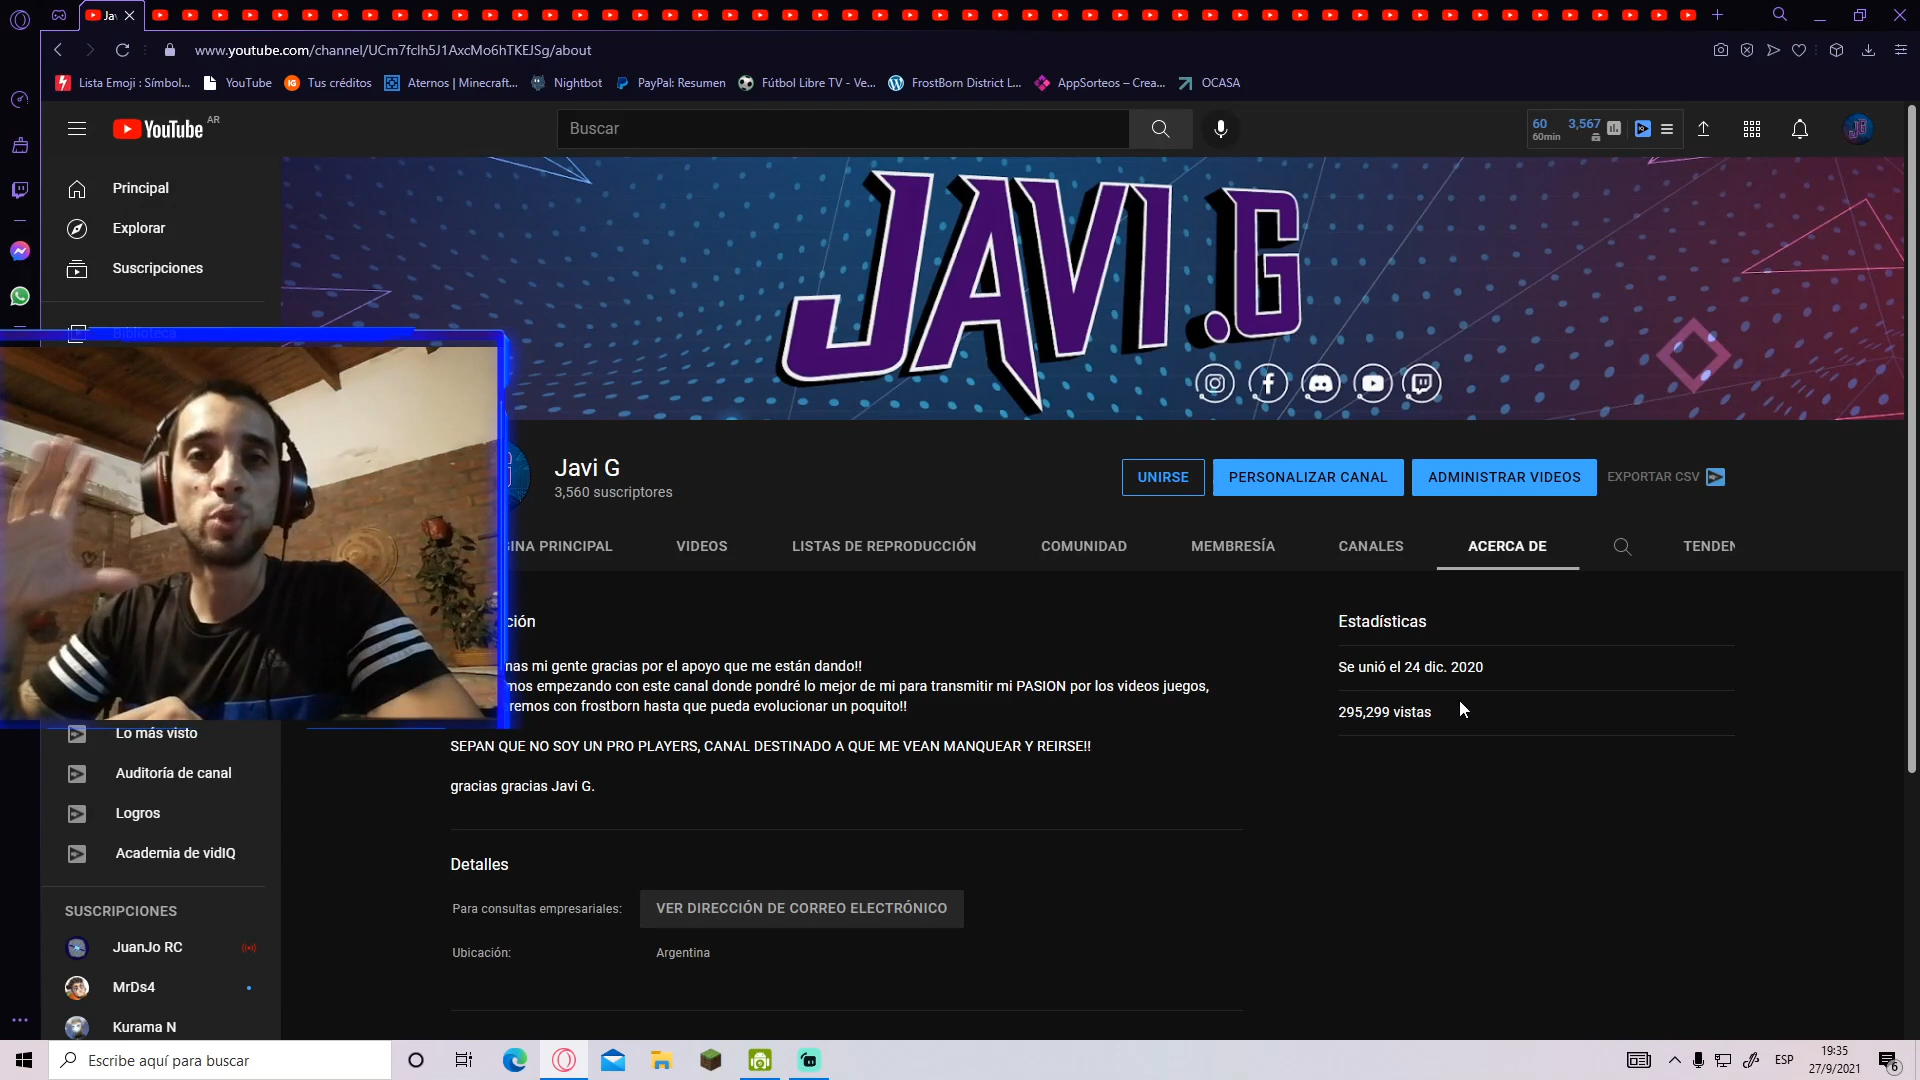 Ja
www.youtube.com/channel/UCm7fclh5J1AxcMo6hTKEJSg/about
Lista Emoji : Símbol...
YouTube
Tus créditos
Aternos | Minecraft...
Nightbot
PayPal: Resumen
Fútbol Libre TV - Ve...
FrostBorn District L...
AppSorteos – Crea...
OCASA
YouTube AR
Buscar
60
60min
3,567
Principal
Explorar
Suscripciones
Biblioteca
JAVI .G
Javi G
3,560 suscriptores
UNIRSE
PERSONALIZAR CANAL
ADMINISTRAR VIDEOS
EXPORTAR CSV
GINA PRINCIPAL
VIDEOS
LISTAS DE REPRODUCCIÓN
COMUNIDAD
MEMBRESÍA
CANALES
ACERCA DE
TENDEN
ción
nas mi gente gracias por el apoyo que me están dando!!
mos empezando con este canal donde pondré lo mejor de mi para transmitir mi PASION por los videos juegos,
remos con frostborn hasta que pueda evolucionar un poquito!!
SEPAN QUE NO SOY UN PRO PLAYERS, CANAL DESTINADO A QUE ME VEAN MANQUEAR Y REIRSE!!
gracias gracias Javi G.
Estadísticas
Se unió el 24 dic. 2020
295,299 vistas
Lo más visto
Auditoría de canal
Logros
Academia de vidIQ
SUSCRIPCIONES
JuanJo RC
MrDs4
Kurama N
Detalles
Para consultas empresariales:
VER DIRECCIÓN DE CORREO ELECTRÓNICO
Ubicación:
Argentina
Escribe aquí para buscar
ESP
19:35
27/9/2021
6